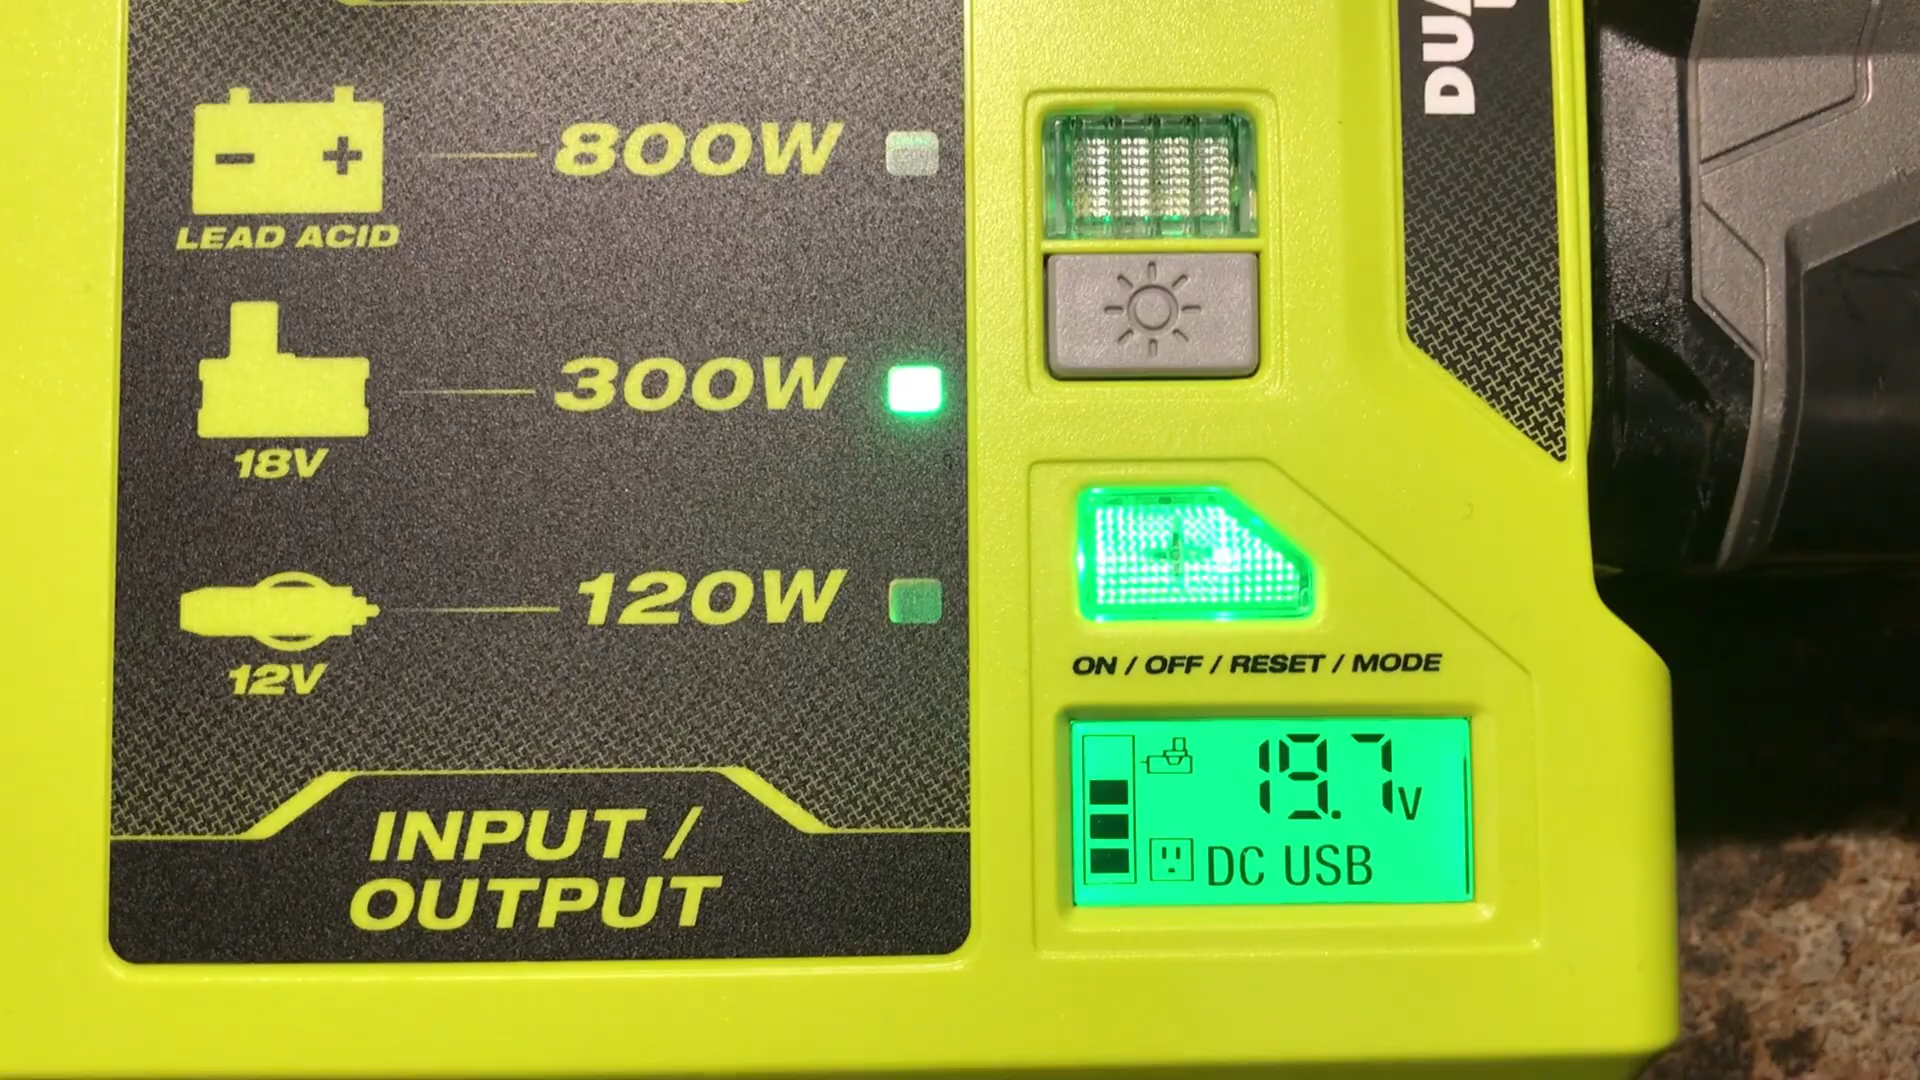 800W
LEAD ACID
300W
18V
120W
12V
INPUT /
OUTPUT
ON / OFF / RESET / MODE
19.7V
DC USB